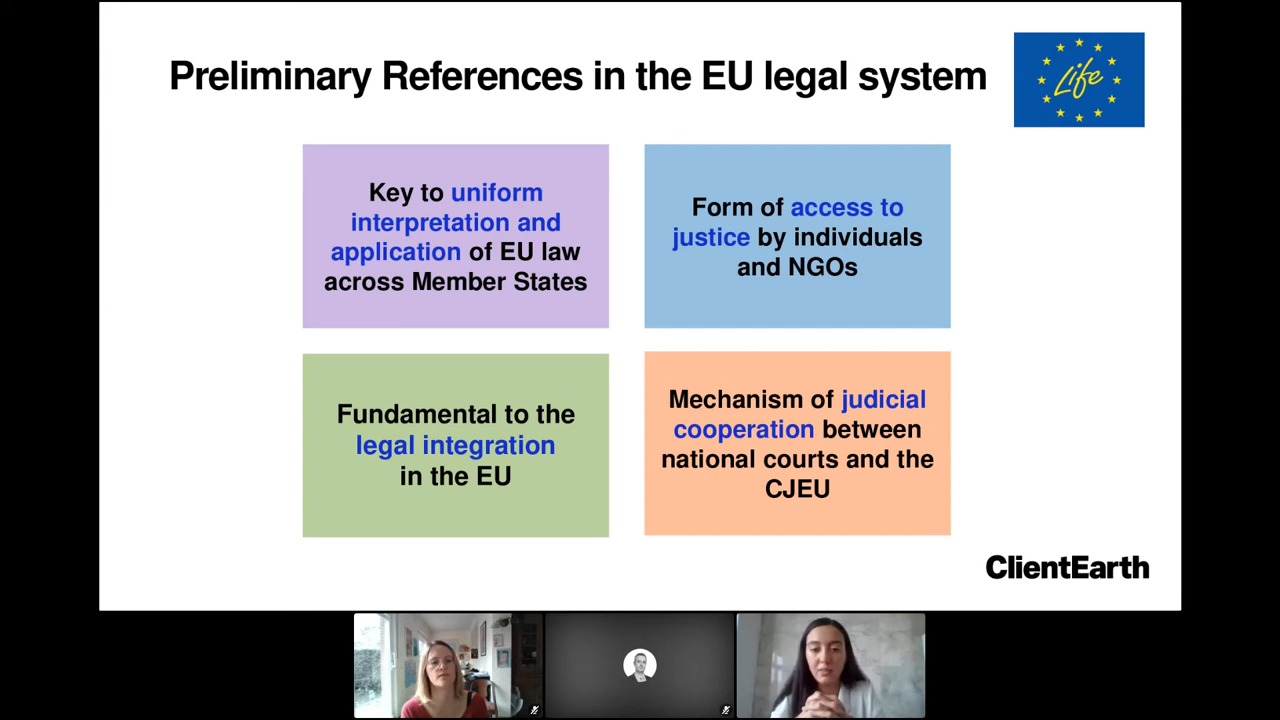 Preliminary References in the EU legal system
Life
Key to uniform
interpretation and
application of EU law
across Member States
Form of access to
justice by individuals
and NGOs
Fundamental to the
legal integration
in the EU
Mechanism of judicial
cooperation between
national courts and the
CJEU
ClientEarth